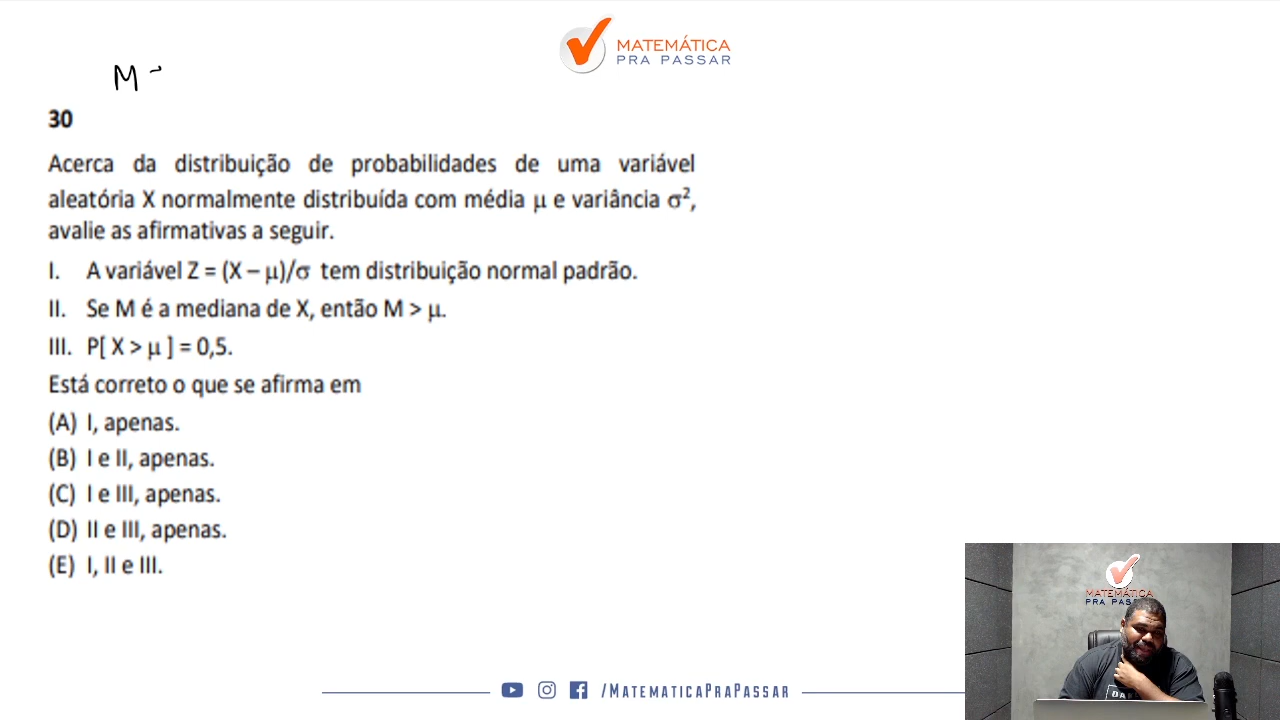 MATEMÁTICA
PRA PASSAR
M =
30
Acerca da distribuição de probabilidades de uma variável
aleatória X normalmente distribuída com média μ e variância σ²,
avalie as afirmativas a seguir.
I. A variável Z = (X – μ)/σ tem distribuição normal padrão.
II. Se M é a mediana de X, então M > μ.
III. P[ X > μ ] = 0,5.
Está correto o que se afirma em
(A) I, apenas.
(B) I e II, apenas.
(C) I e III, apenas.
(D) II e III, apenas.
(E) I, II e III.
MATEMÁTICA
/MATEMATICAPRAPASSAR